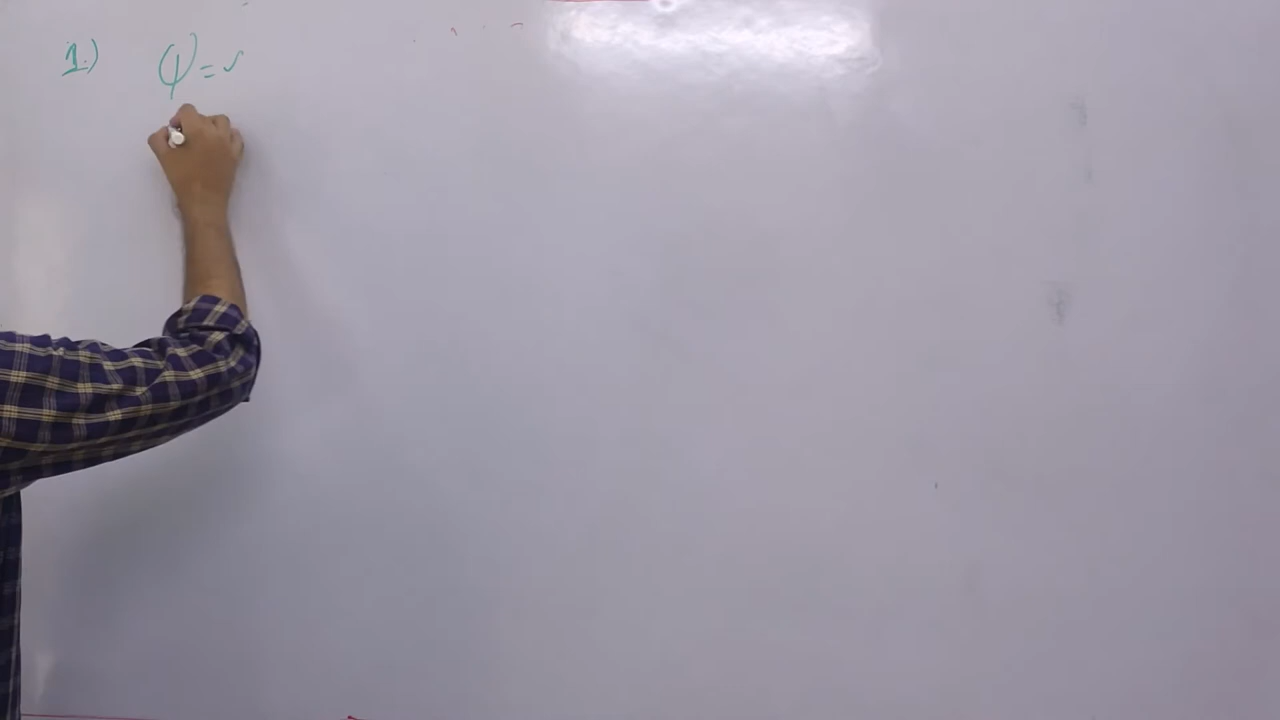 1.) ψ = ✓